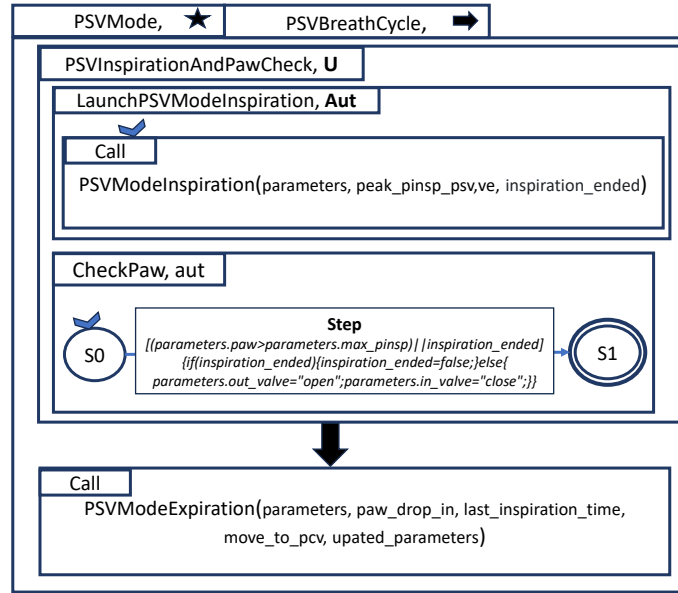 PSVMode, PSVBreathCycle,
PSVInspirationAndPawCheck, U
LaunchPSVModeInspiration, Aut
Call
PSVModeInspiration(parameters, peak_pinsp_psv,ve, inspiration_ended)
CheckPaw, aut
S0
Step
[(parameters.paw>parameters.max_pinsp)||inspiration_ended]
{if(inspiration_ended){inspiration_ended=false;}else{
parameters.out_valve="open";parameters.in_valve="close";}}
S1
Call
PSVModeExpiration(parameters, paw_drop_in, last_inspiration_time,
move_to_pcv, upated_parameters)